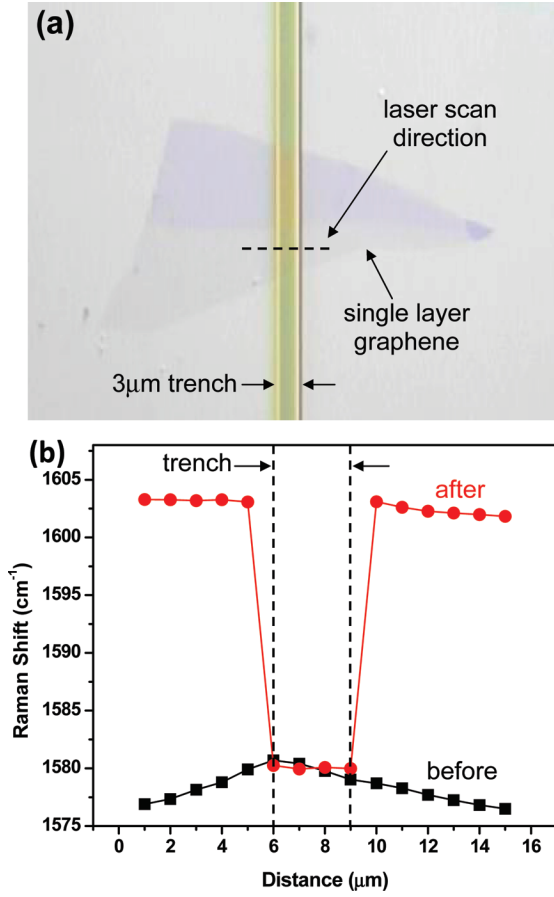 (a)
laser scan
direction
single layer
graphene
3μm trench
(b)
trench
after
before
1605
1600
1595
1590
1585
1580
1575
Raman Shift (cm⁻¹)
0 2 4 6 8 10 12 14 16
Distance (μm)